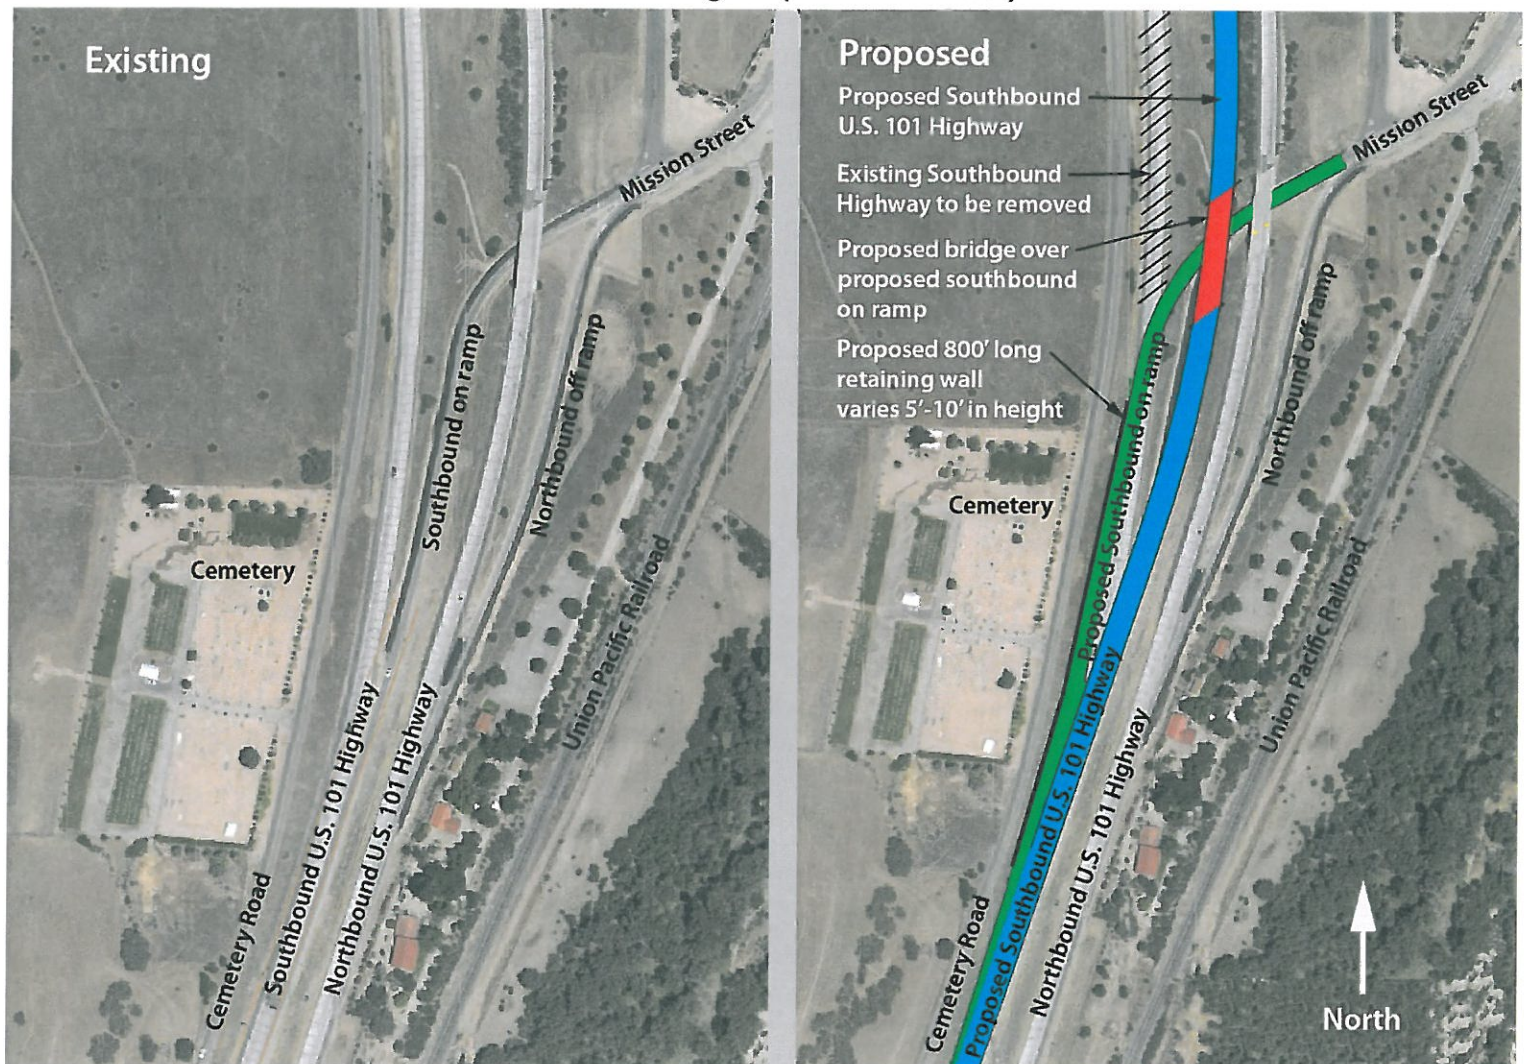 Existing
Mission Street
Southbound on ramp
Northbound off ramp
Cemetery
Union Pacific Railroad
Southbound U.S. 101 Highway
Northbound U.S. 101 Highway
Cemetery Road
Proposed
Proposed Southbound
U.S. 101 Highway
Existing Southbound
Highway to be removed
Proposed bridge over
proposed southbound
on ramp
Proposed 800' long
retaining wall
varies 5'-10' in height
Mission Street
Proposed Southbound on ramp
Northbound off ramp
Cemetery
Union Pacific Railroad
Proposed Southbound U.S. 101 Highway
Northbound U.S. 101 Highway
Cemetery Road
North